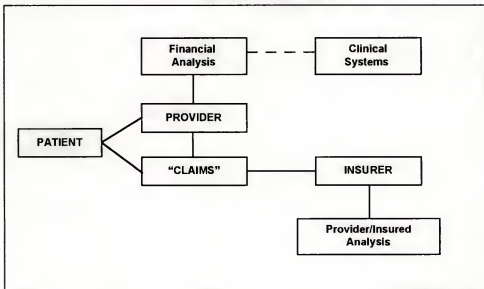 Financial
Analysis
Clinical
Systems
PROVIDER
PATIENT
"CLAIMS"
INSURER
Provider/Insured
Analysis